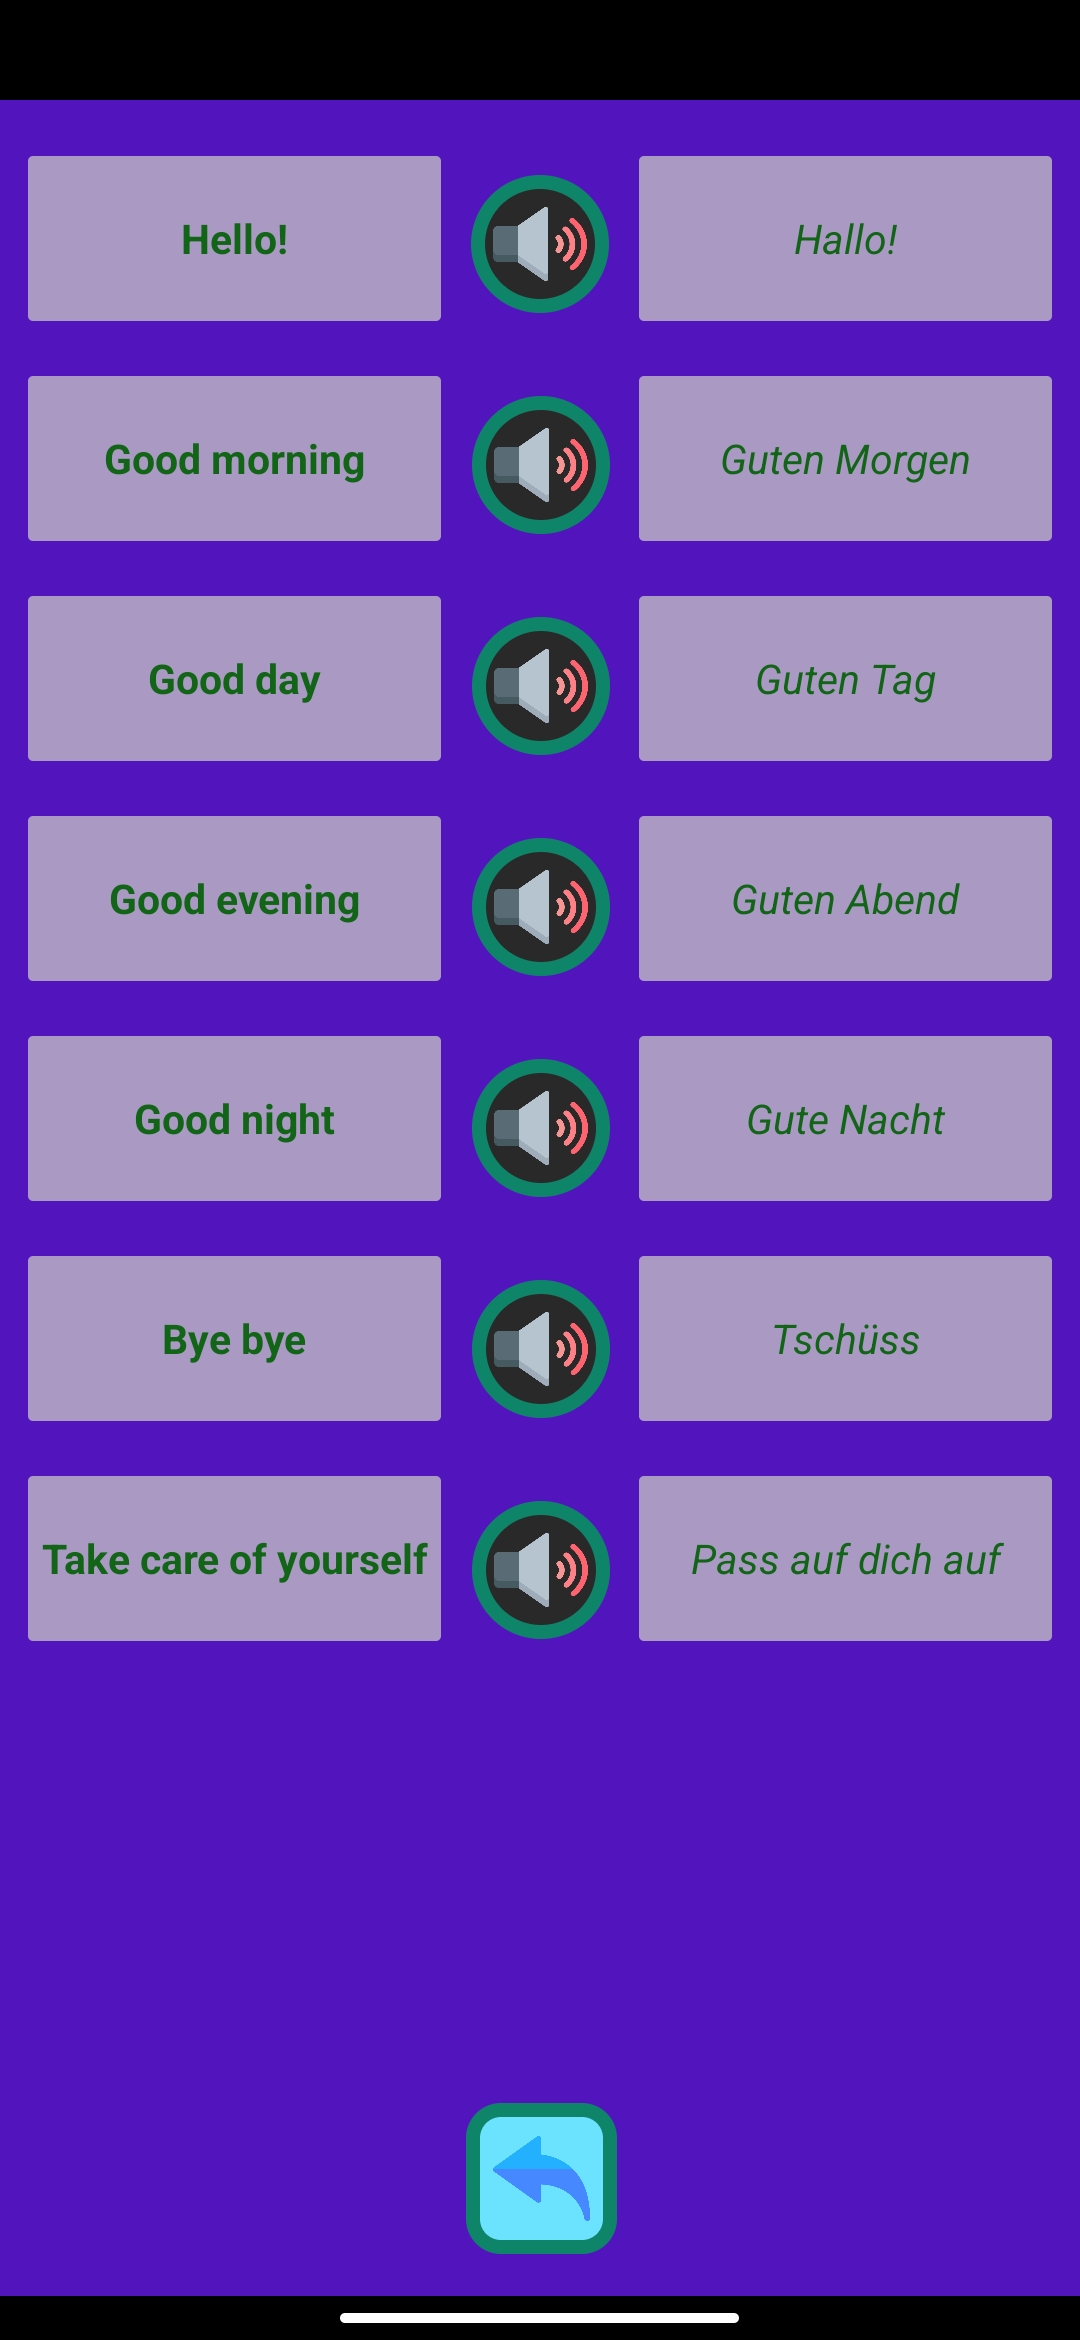 Hello!
Hallo!
Good morning
Guten Morgen
Good day
Guten Tag
Good evening
Guten Abend
Good night
Gute Nacht
Bye bye
Tschüss
Take care of yourself
Pass auf dich auf